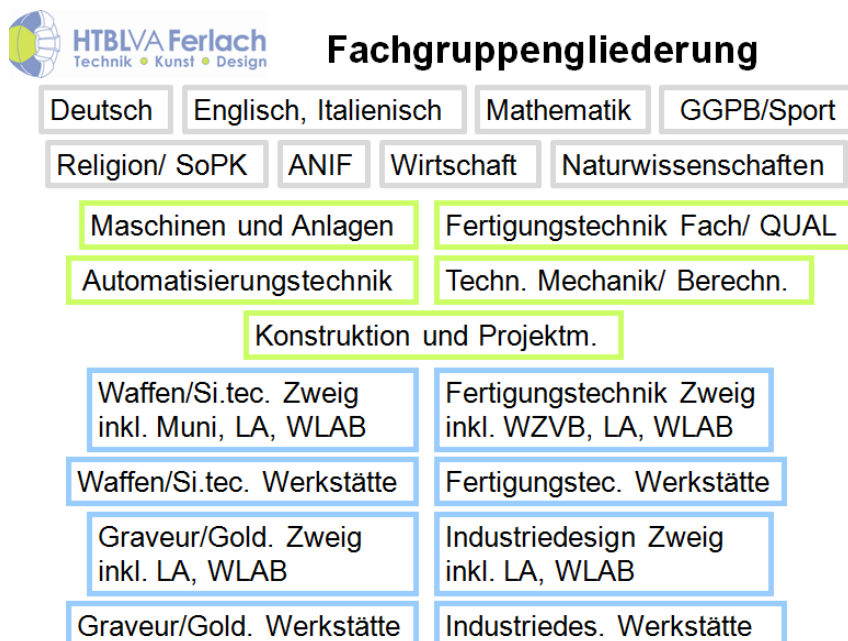 HTBLVA Ferlach
Technik • Kunst • Design
Fachgruppengliederung
Deutsch
Englisch, Italienisch
Mathematik
GGPB/Sport
Religion/ SoPK
ANIF
Wirtschaft
Naturwissenschaften
Maschinen und Anlagen
Fertigungstechnik Fach/ QUAL
Automatisierungstechnik
Techn. Mechanik/ Berechn.
Konstruktion und Projektm.
Waffen/Si.tec. Zweig
inkl. Muni, LA, WLAB
Fertigungstechnik Zweig
inkl. WZVB, LA, WLAB
Waffen/Si.tec. Werkstätte
Fertigungstec. Werkstätte
Graveur/Gold. Zweig
inkl. LA, WLAB
Industriedesign Zweig
inkl. LA, WLAB
Graveur/Gold. Werkstätte
Industriedes. Werkstätte